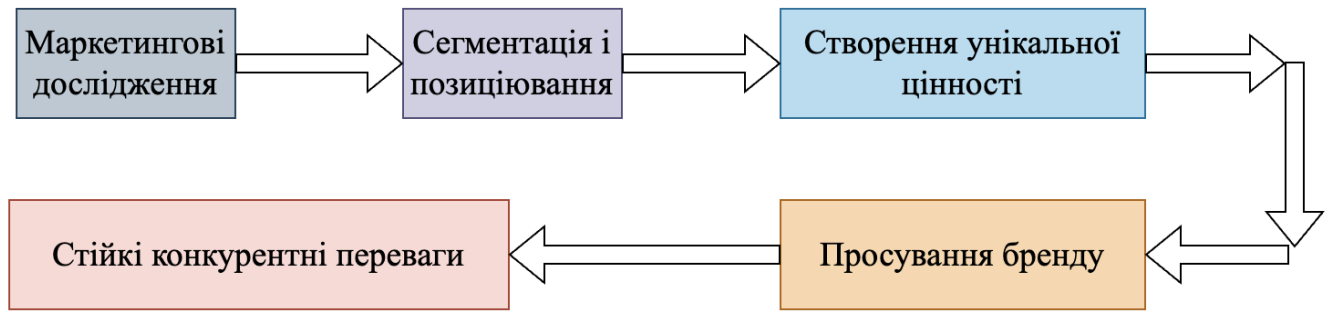 Маркетингові
дослідження
Сегментація і
позиціювання
Створення унікальної
цінності
Просування бренду
Стійкі конкурентні переваги